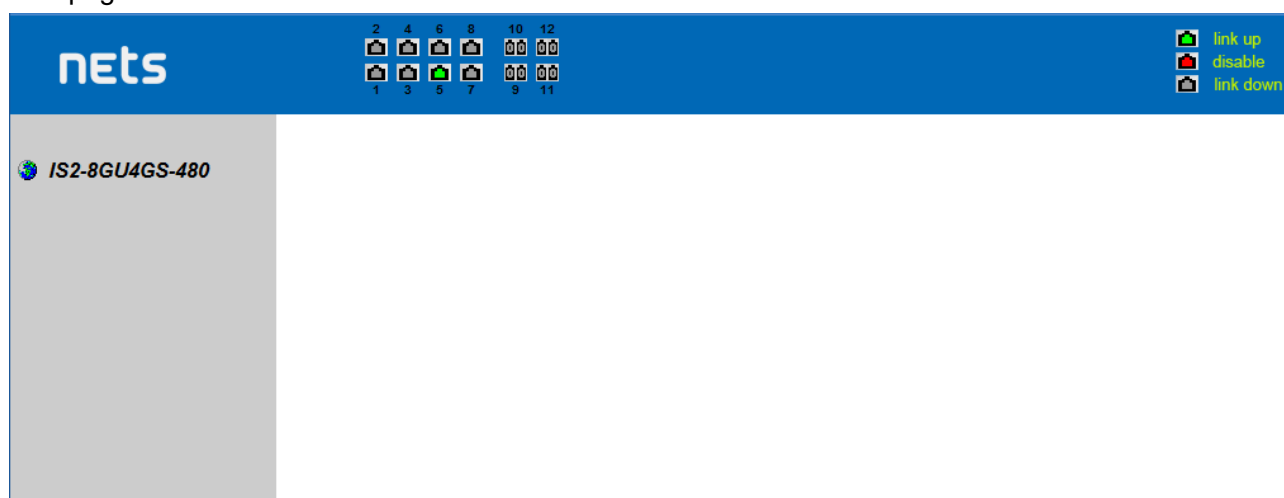 nets
2 4 6 8 10 12
1 3 5 7 9 11
link up
disable
link down
IS2-8GU4GS-480